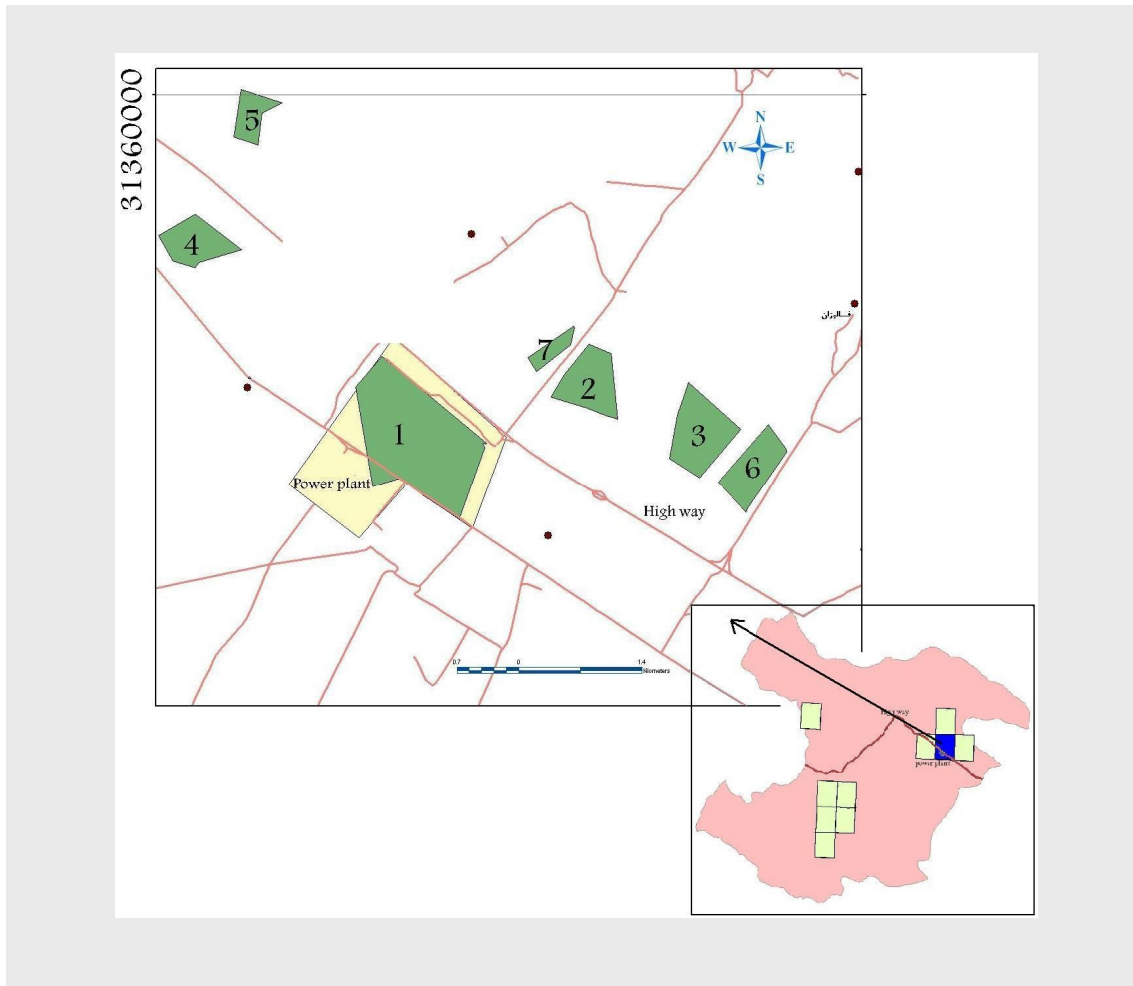 31360000
5
N
W E
S
4
فـالیزان
7
2
1
3
6
Power plant
High way
0.7 0 1.4
Kilometers
High way
power plant